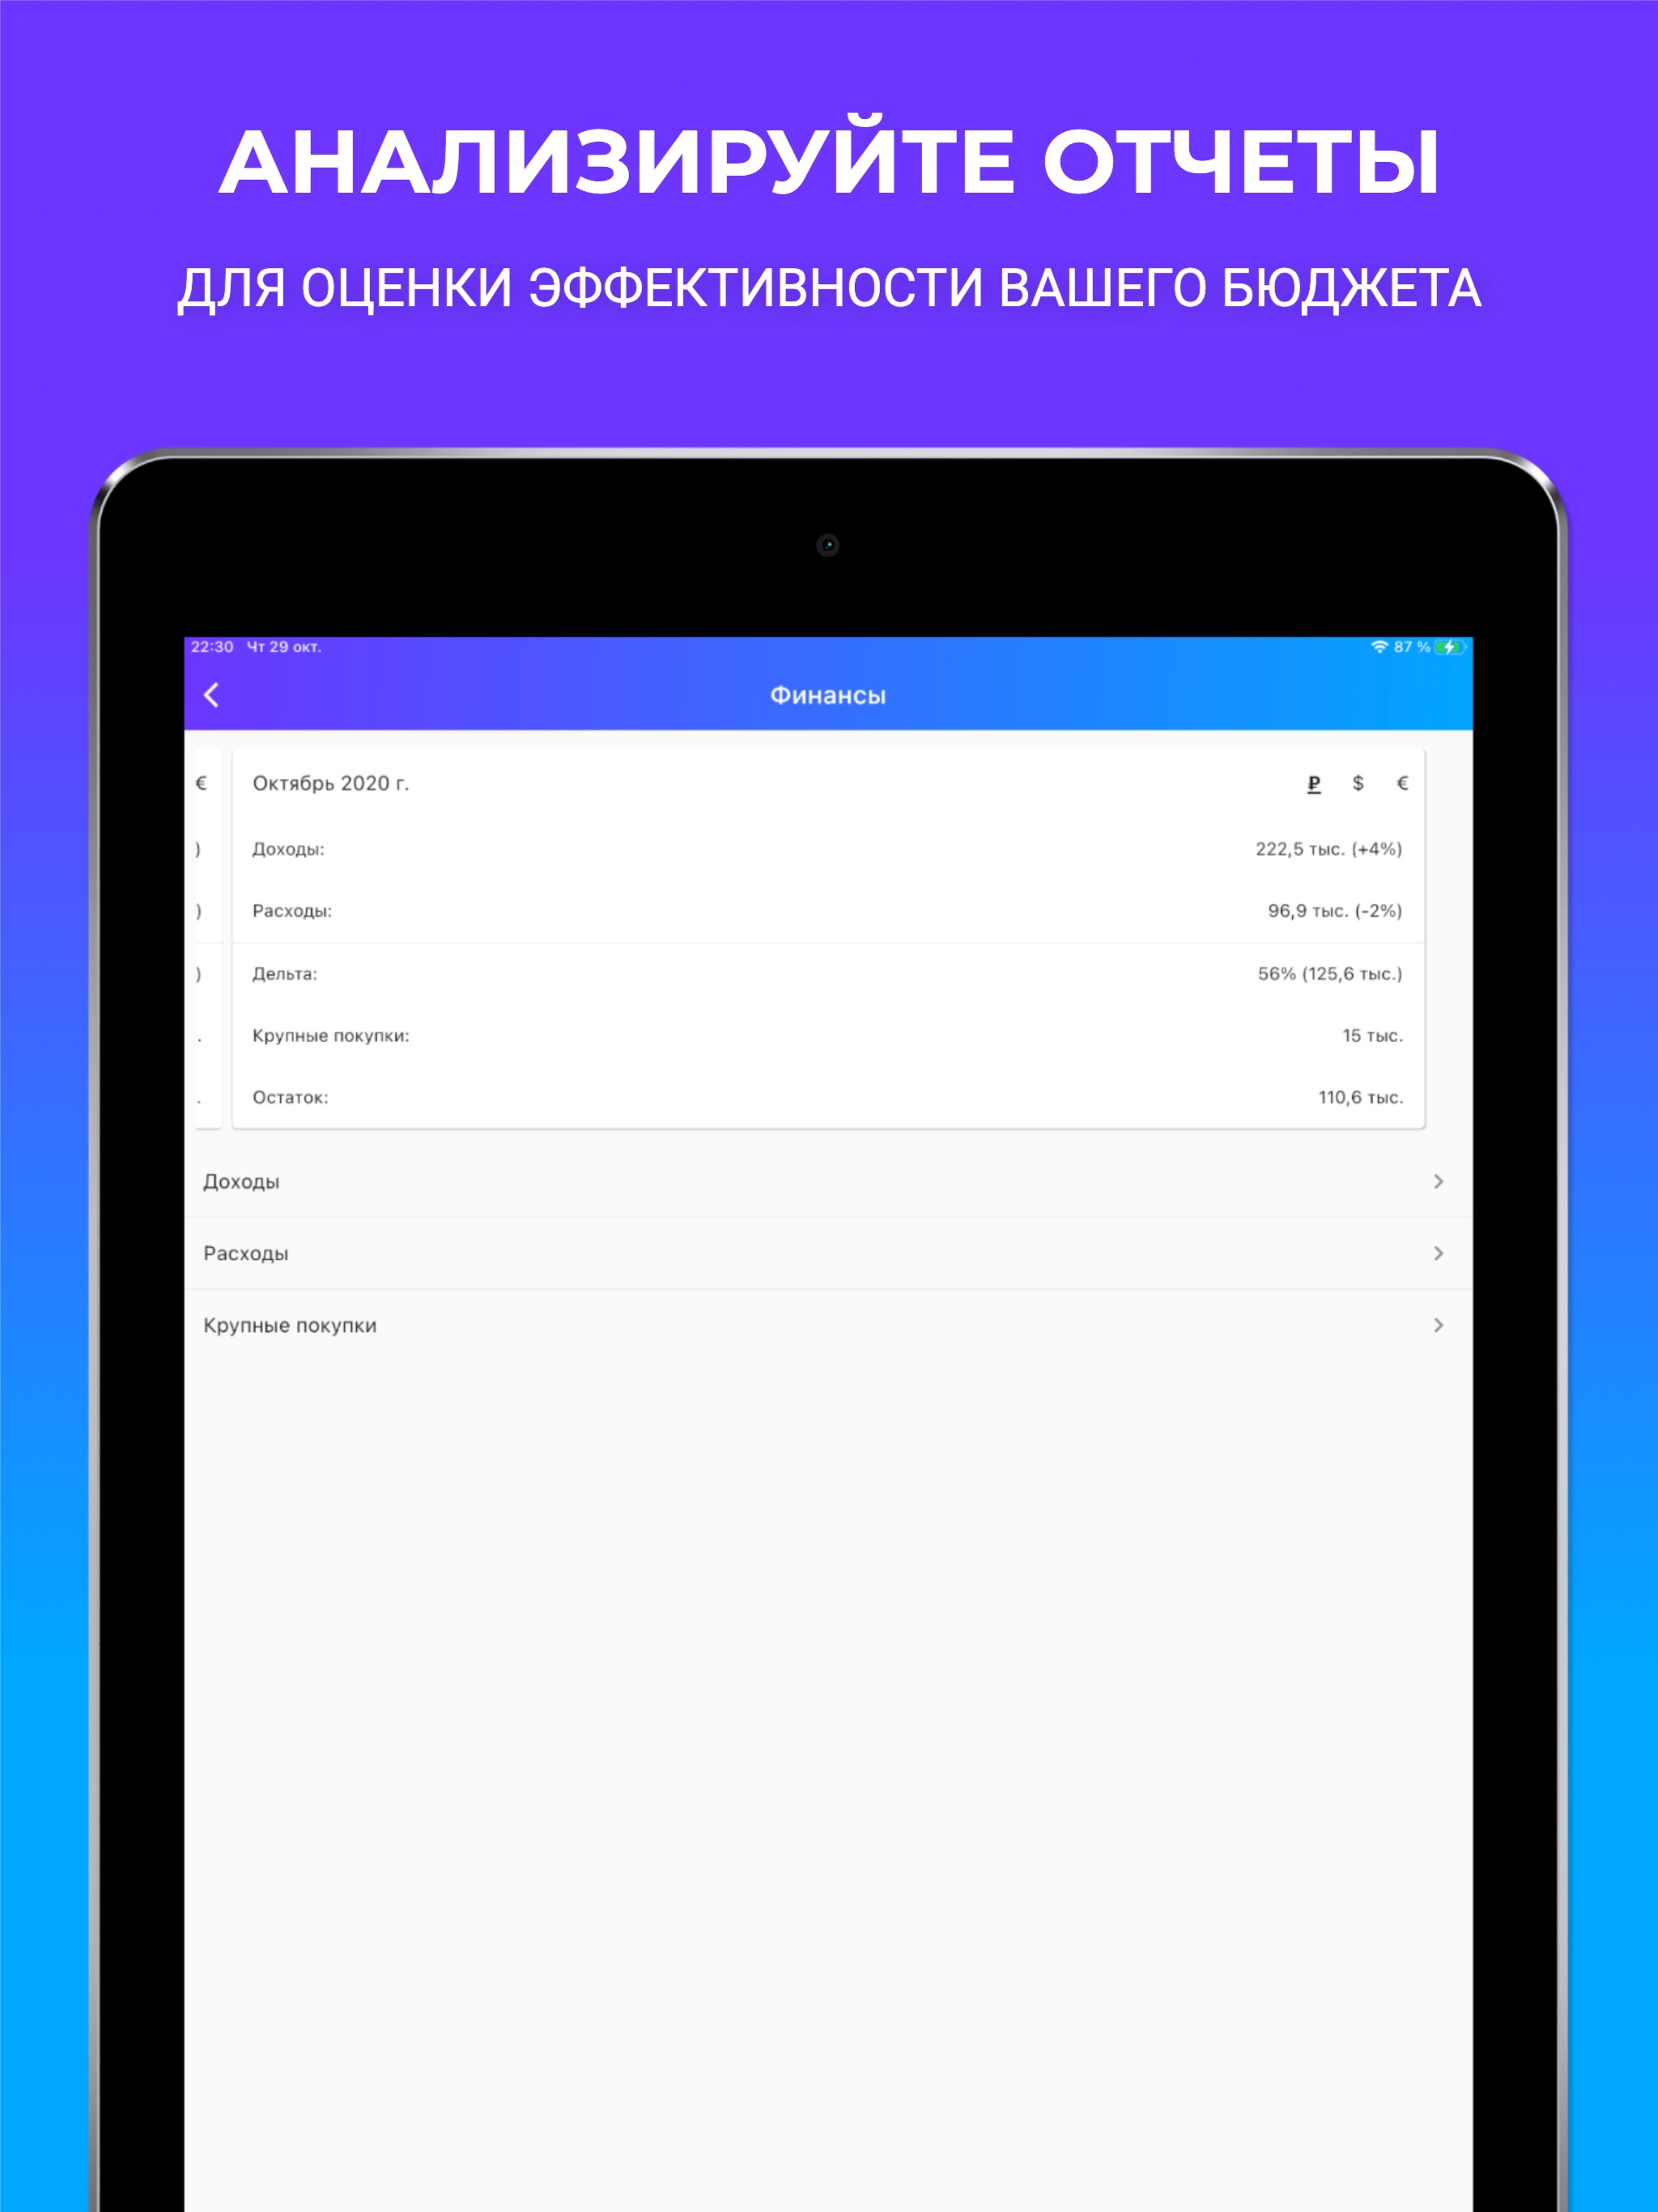 АНАЛИЗИРУЙТЕ ОТЧЕТЫ
ДЛЯ ОЦЕНКИ ЭФФЕКТИВНОСТИ ВАШЕГО БЮДЖЕТА
22:30 Чт 29 окт. 87 %
Финансы
€ Октябрь 2020 г. ₽ $ €
) Доходы: 222,5 тыс. (+4%)
) Расходы: 96,9 тыс. (-2%)
) Дельта: 56% (125,6 тыс.)
. Крупные покупки: 15 тыс.
. Остаток: 110,6 тыс.
Доходы
Расходы
Крупные покупки